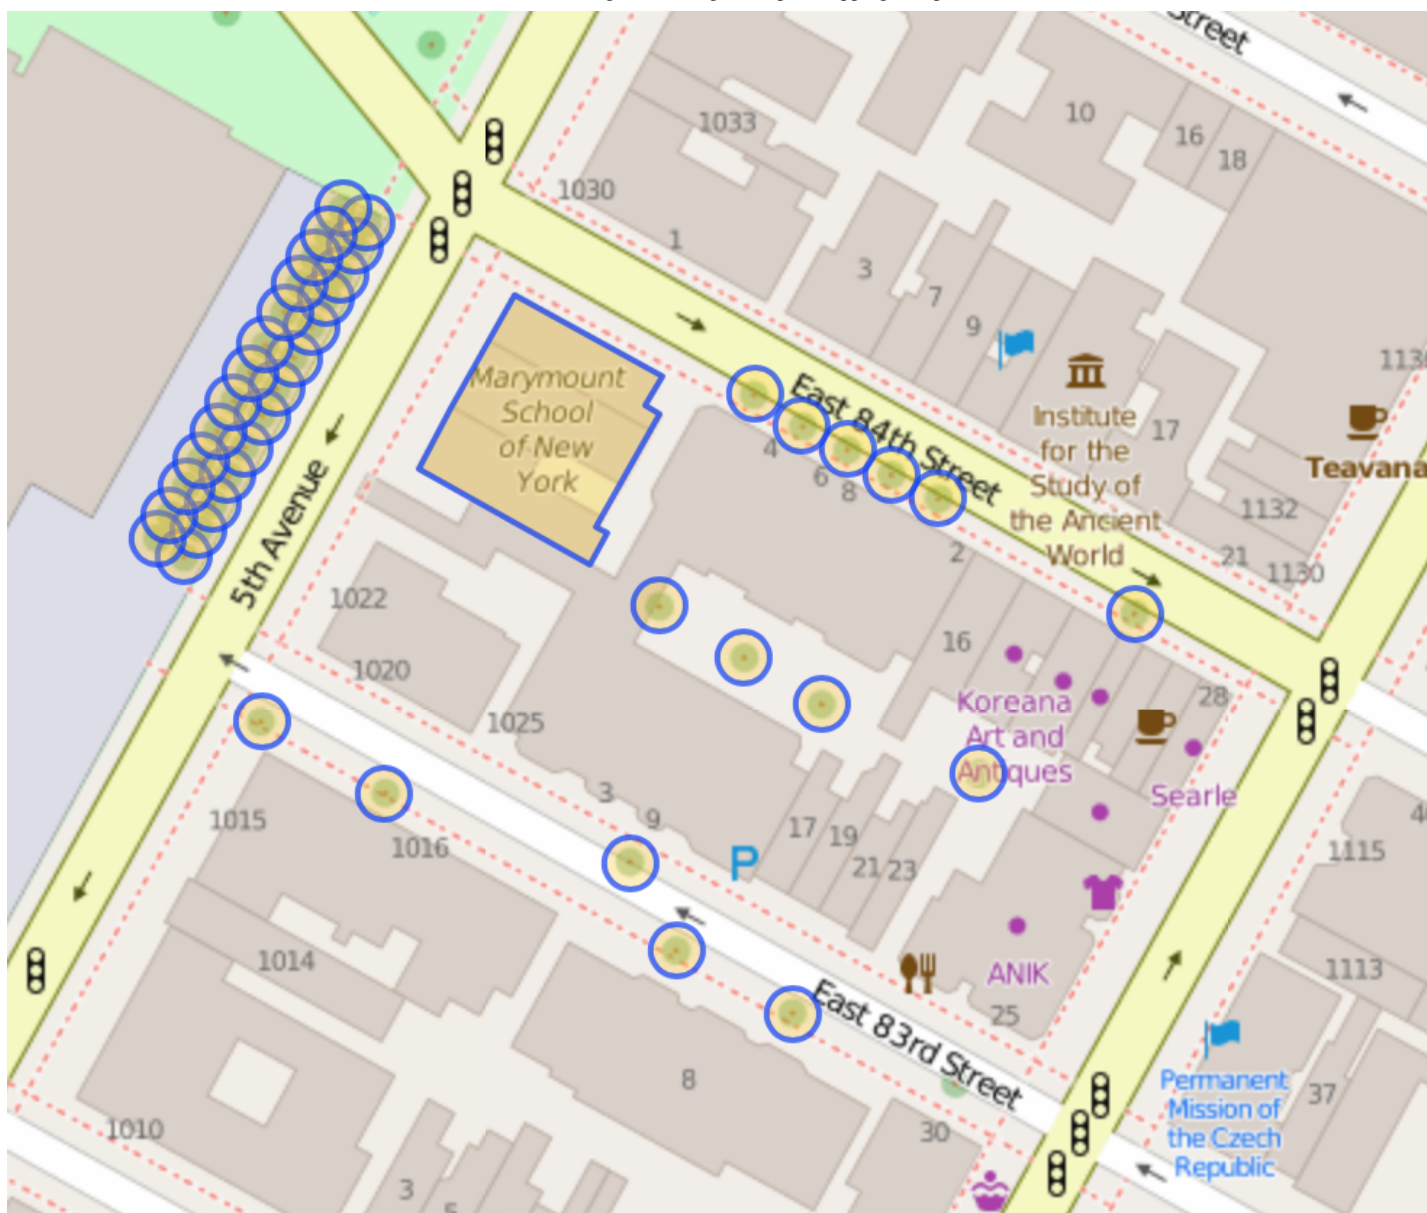 Street
10
16
18
1033
1030
1
3
7
9
113
Marymount
School
of New
York
East 84th Street
4
6
8
Institute
for the
Study of
the Ancient
World
17
Teavana
1132
21
1130
2
5th Avenue
1022
1020
16
28
Koreana
Art and
Antiques
Searle
1025
3
9
P
17
19
21
23
1015
1016
1115
1014
ANIK
1113
25
East 83rd Street
8
Permanent
Mission of
the Czech
Republic
37
1010
30
3